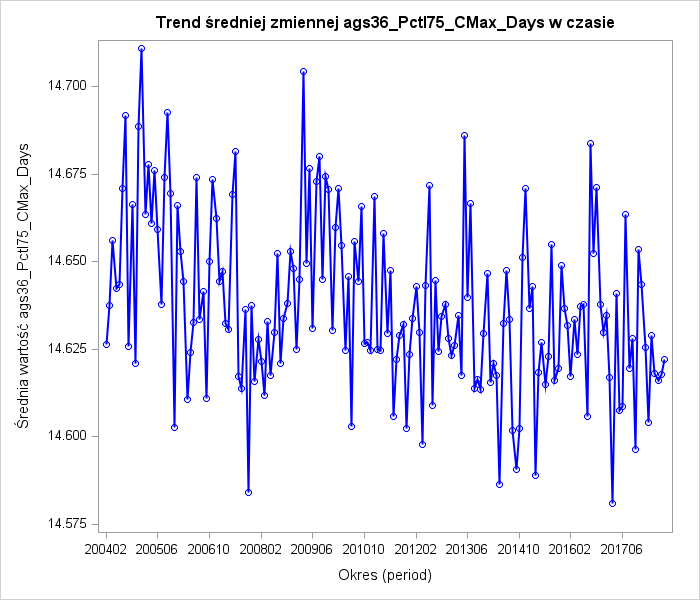 Trend średniej zmiennej ags36_Pctl75_CMax_Days w czasie
Średnia wartość ags36_Pctl75_CMax_Days
14.700
14.675
14.650
14.625
14.600
14.575
200402 200506 200610 200802 200906 201010 201202 201306 201410 201602 201706
Okres (period)